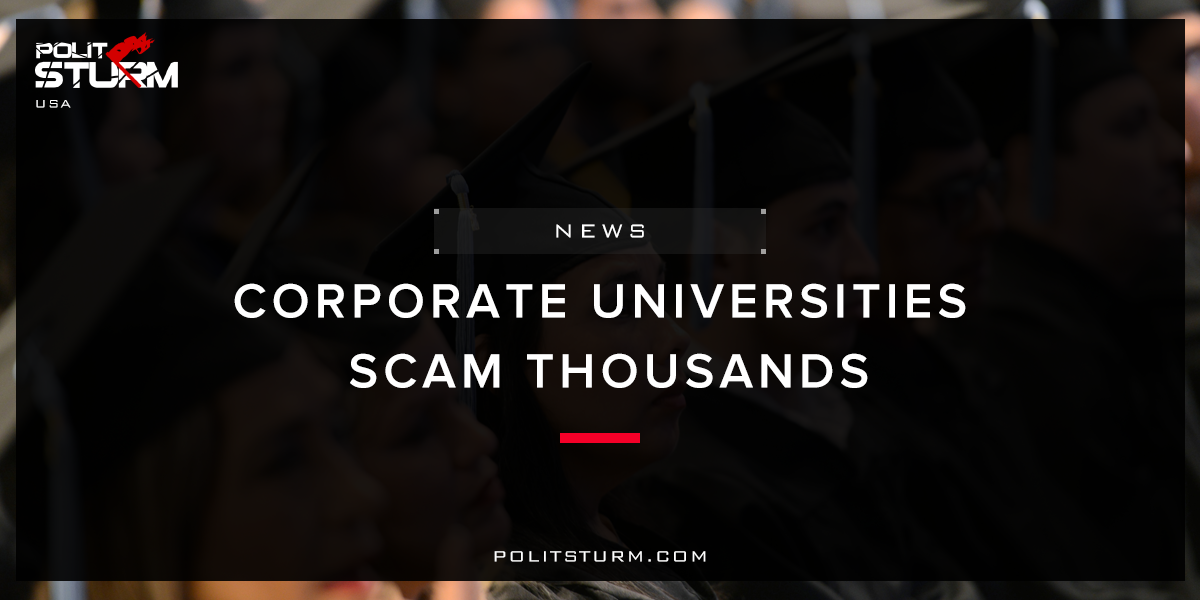 POLIT
STURM
USA
NEWS
CORPORATE UNIVERSITIES
SCAM THOUSANDS
POLITSTURM.COM